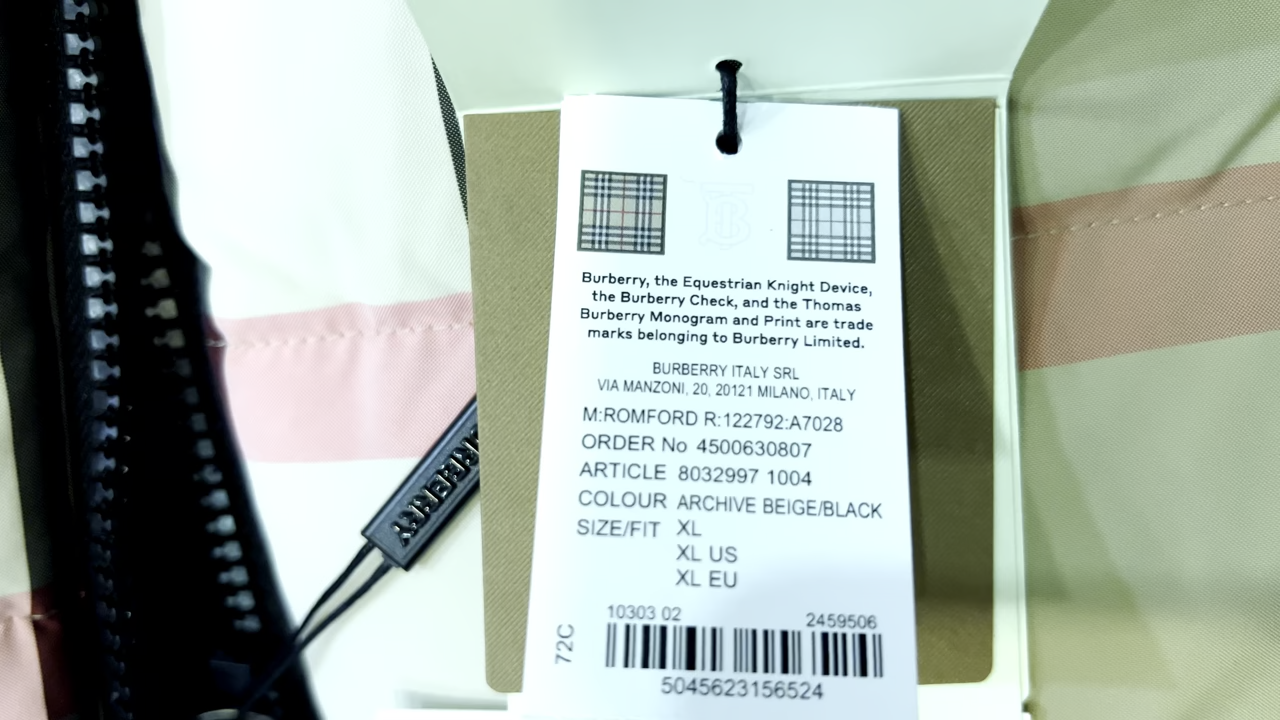 Burberry, the Equestrian Knight Device,
the Burberry Check, and the Thomas
Burberry Monogram and Print are trade
marks belonging to Burberry Limited.
BURBERRY ITALY SRL
VIA MANZONI, 20, 20121 MILANO, ITALY
M:ROMFORD R:122792:A7028
ORDER No 4500630807
ARTICLE 8032997 1004
COLOUR ARCHIVE BEIGE/BLACK
SIZE/FIT XL
XL US
XL EU
10303 02 2459506
72C
5045623156524